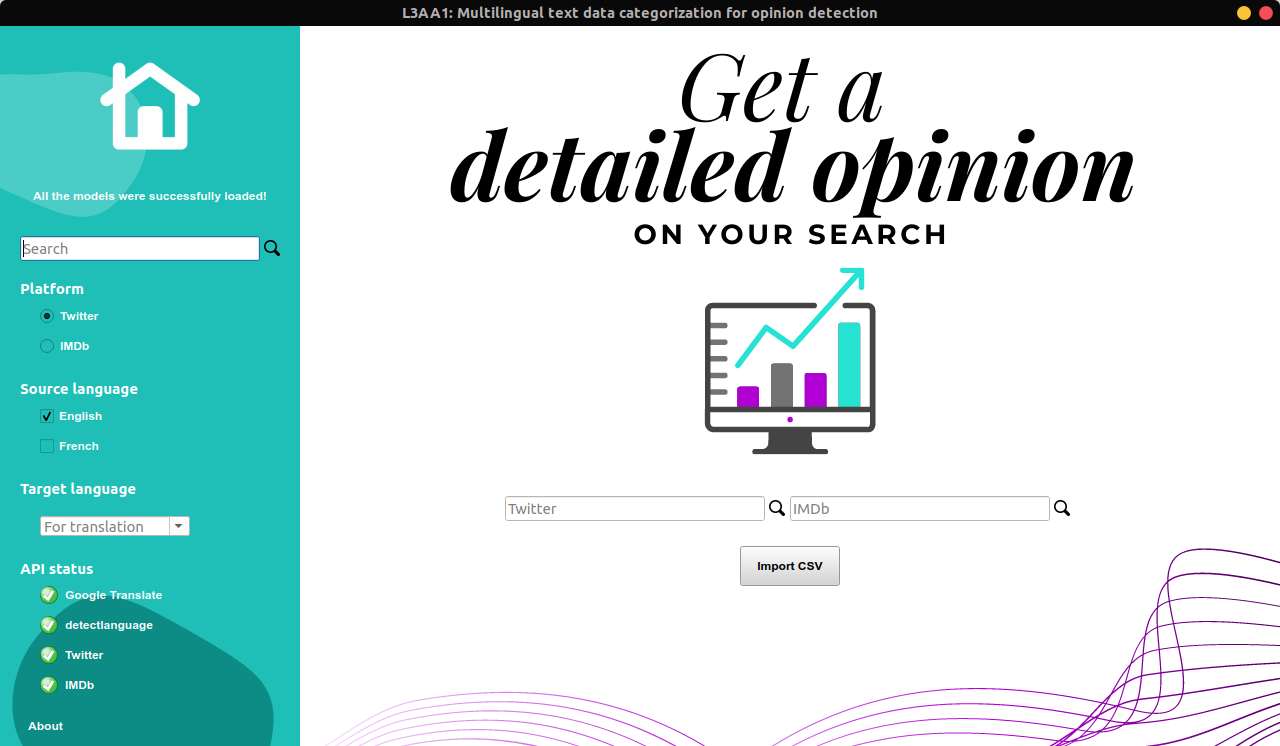 L3AA1: Multilingual text data categorization for opinion detection
All the models were successfully loaded!
Search
Platform
Twitter
IMDb
Source language
English
French
Target language
For translation
API status
Google Translate
detectlanguage
Twitter
IMDb
About
Get a
detailed opinion
ON YOUR SEARCH
Twitter
IMDb
Import CSV